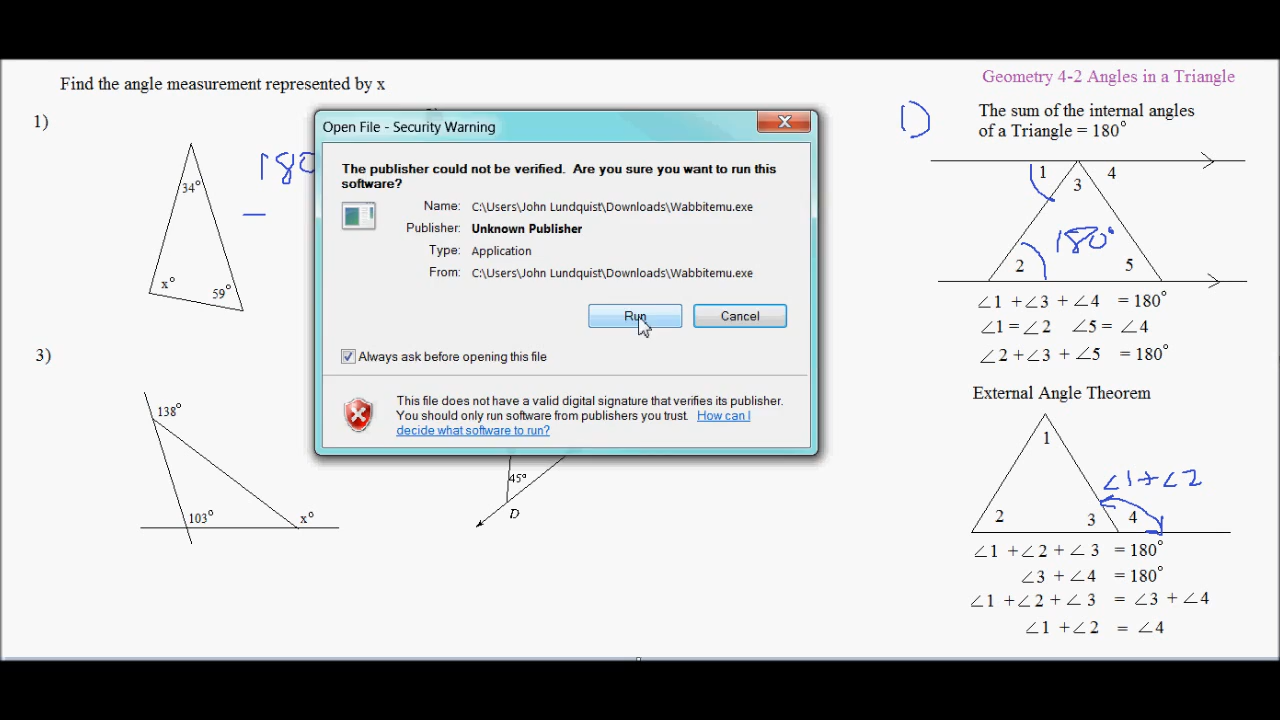 Find the angle measurement represented by x
Geometry 4-2 Angles in a Triangle
1)
34°
x°
59°
180
−
Open File - Security Warning
The publisher could not be verified. Are you sure you want to run this
software?
Name: C:\Users\John Lundquist\Downloads\Wabbitemu.exe
Publisher: Unknown Publisher
Type: Application
From: C:\Users\John Lundquist\Downloads\Wabbitemu.exe
Run
Cancel
Always ask before opening this file
This file does not have a valid digital signature that verifies its publisher.
You should only run software from publishers you trust. How can I
decide what software to run?
D
The sum of the internal angles
of a Triangle = 180°
1
3
4
180°
2
5
∠1 +∠3 + ∠4 = 180°
∠1 = ∠2 ∠5 = ∠4
∠2 +∠3 + ∠5 = 180°
3)
138°
103°
x°
45°
D
External Angle Theorem
1
∠1+∠2
2
3
4
∠1 +∠2 + ∠3 = 180°
∠3 + ∠4 = 180°
∠1 +∠2 + ∠3 = ∠3 + ∠4
∠1 +∠2 = ∠4